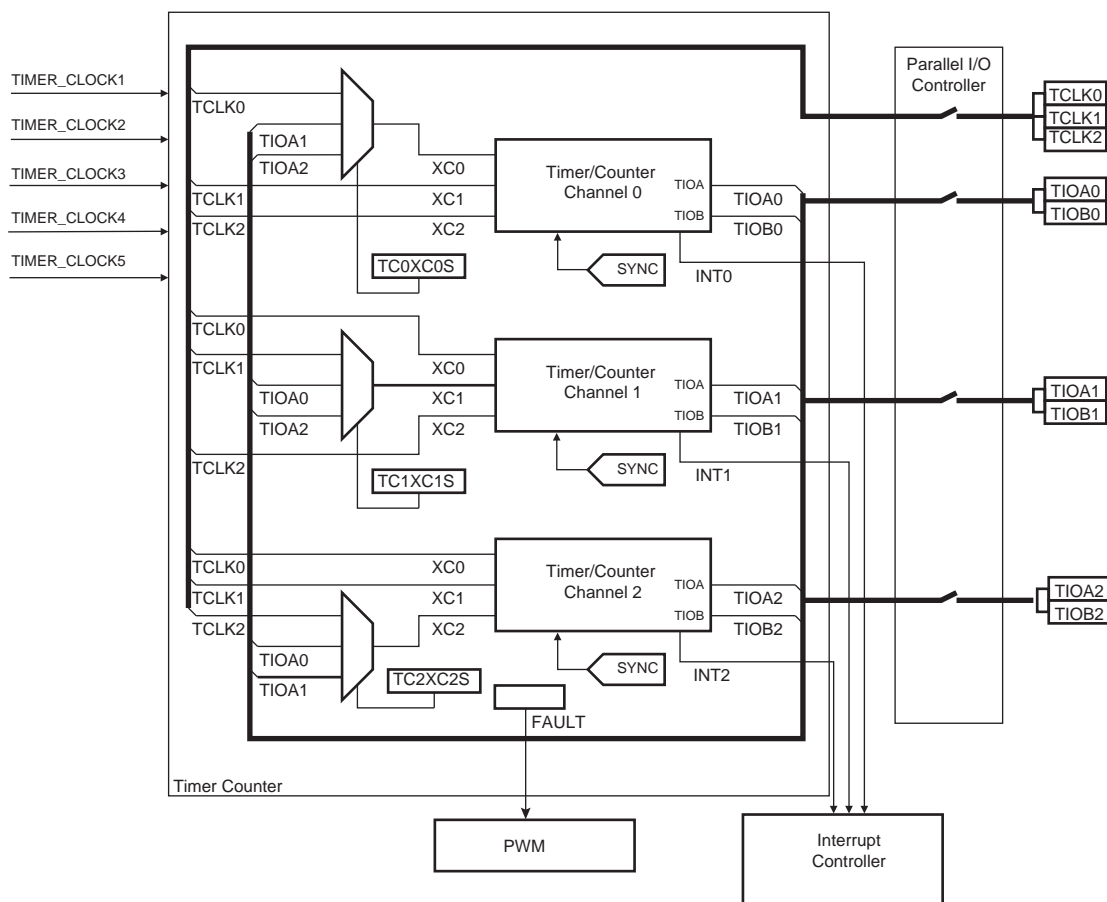 TIMER_CLOCK1
TIMER_CLOCK2
TIMER_CLOCK3
TIMER_CLOCK4
TIMER_CLOCK5
TCLK0
TIOA1
TIOA2
TCLK1
TCLK2
XC0
XC1
XC2
TC0XC0S
Timer/Counter
Channel 0
TIOA
TIOB
TIOA0
TIOB0
SYNC
INT0
TCLK0
TCLK1
TIOA0
TIOA2
TCLK2
XC0
XC1
XC2
TC1XC1S
Timer/Counter
Channel 1
TIOA
TIOB
TIOA1
TIOB1
SYNC
INT1
TCLK0
TCLK1
TCLK2
TIOA0
TIOA1
XC0
XC1
XC2
TC2XC2S
Timer/Counter
Channel 2
TIOA
TIOB
TIOA2
TIOB2
SYNC
INT2
FAULT
Timer Counter
PWM
Interrupt
Controller
Parallel I/O
Controller
TCLK0
TCLK1
TCLK2
TIOA0
TIOB0
TIOA1
TIOB1
TIOA2
TIOB2